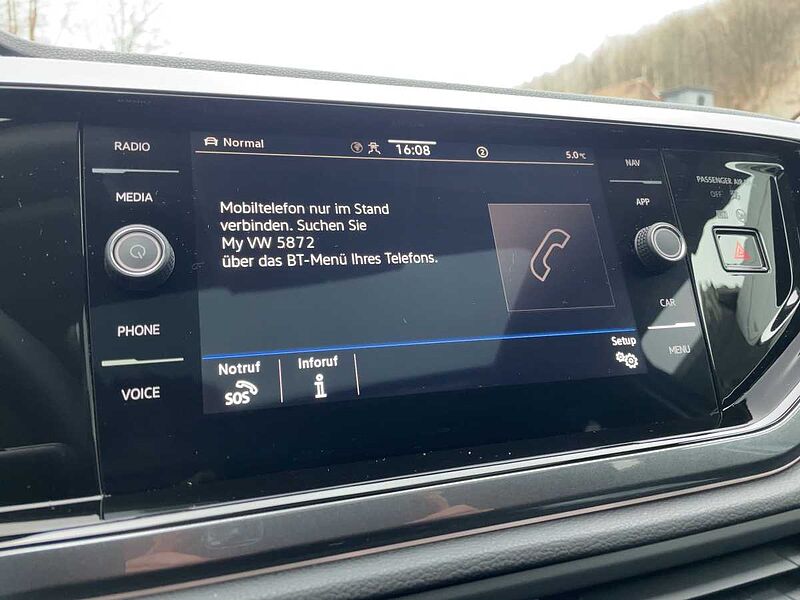 RADIO
MEDIA
PHONE
VOICE
Normal
16:08
2
5.0°C
Mobiltelefon nur im Stand
verbinden. Suchen Sie
My VW 5872
über das BT-Menü Ihres Telefons.
Notruf
SOS
Inforuf
Setup
NAV
APP
CAR
MENU
PASSENGER AIR
OFF